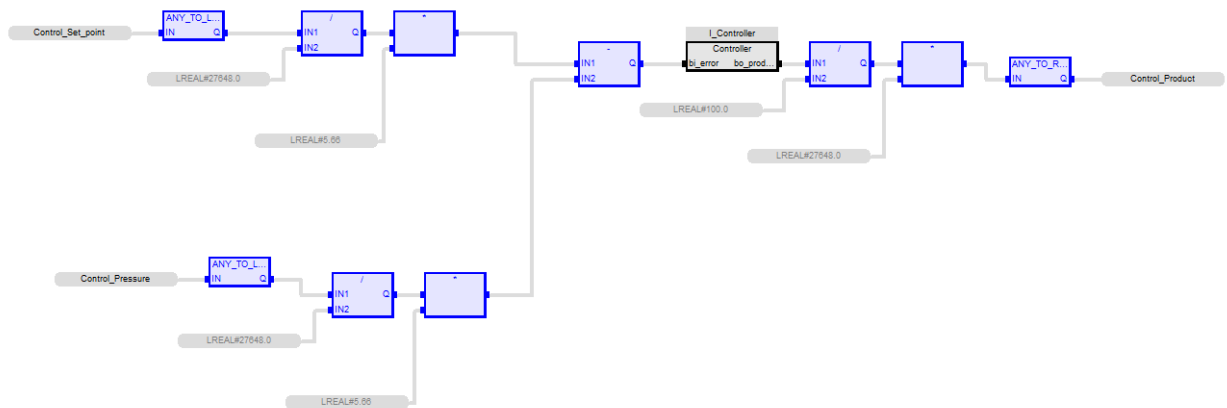 I_Controller
ANY_TO_L... / * Controller
Control_Set_point IN Q IN1 Q - bi_error bo_prod... / *
IN2 IN1 Q IN1 Q ANY_TO_R...
LREAL#27648.0 IN2 IN2 IN Q Control_Product
LREAL#100.0
LREAL#5.66 LREAL#27648.0
ANY_TO_L...
Control_Pressure IN Q / *
IN1 Q
IN2
LREAL#27648.0
LREAL#5.66